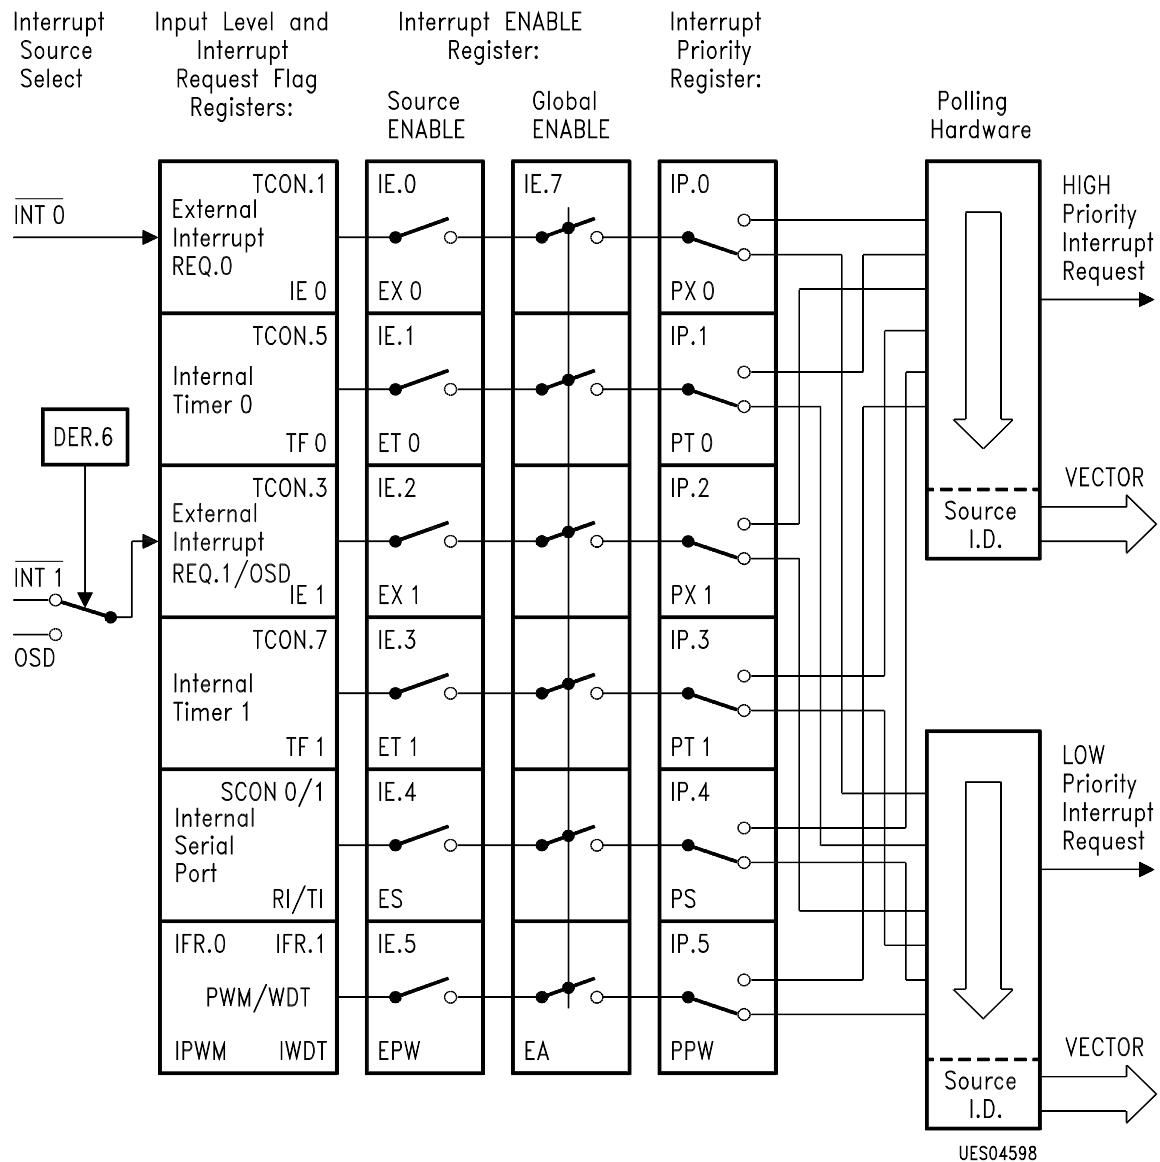 Interrupt
Source
Select
Input Level and
Interrupt
Request Flag
Registers:
Interrupt ENABLE
Register:
Source
ENABLE
Global
ENABLE
Interrupt
Priority
Register:
Polling
Hardware
INT 0
TCON.1
External
Interrupt
REQ.0
IE 0
IE.0
EX 0
IE.7
IP.0
PX 0
HIGH
Priority
Interrupt
Request
TCON.5
Internal
Timer 0
TF 0
IE.1
ET 0
IP.1
PT 0
DER.6
TCON.3
External
Interrupt
REQ.1/OSD
IE 1
IE.2
EX 1
IP.2
PX 1
Source
I.D.
VECTOR
INT 1
OSD
TCON.7
Internal
Timer 1
TF 1
IE.3
ET 1
IP.3
PT 1
SCON 0/1
Internal
Serial
Port
RI/TI
IE.4
ES
IP.4
PS
LOW
Priority
Interrupt
Request
IFR.0 IFR.1
PWM/WDT
IPWM IWDT
IE.5
EPW
EA
IP.5
PPW
Source
I.D.
VECTOR
UES04598